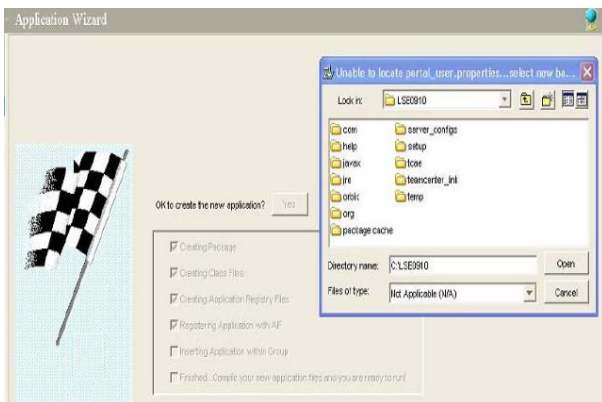 Application Wizard
Unable to locate portal_user.properties...select new ba...
Look in:
LSE0910
com
help
javax
jre
orbix
org
package cache
server_configs
setup
tcae
teamcenter_init
temp
Directory name:
C:\LSE0910
Open
Files of type:
Not Applicable (N/A)
Cancel
OK to create the new application?
Yes
Creating Package
Creating Class Files
Creating Application Registry Files
Registering Application with AIF
Inserting Application within Group
Finished...Compile your new application files and you are ready to run!